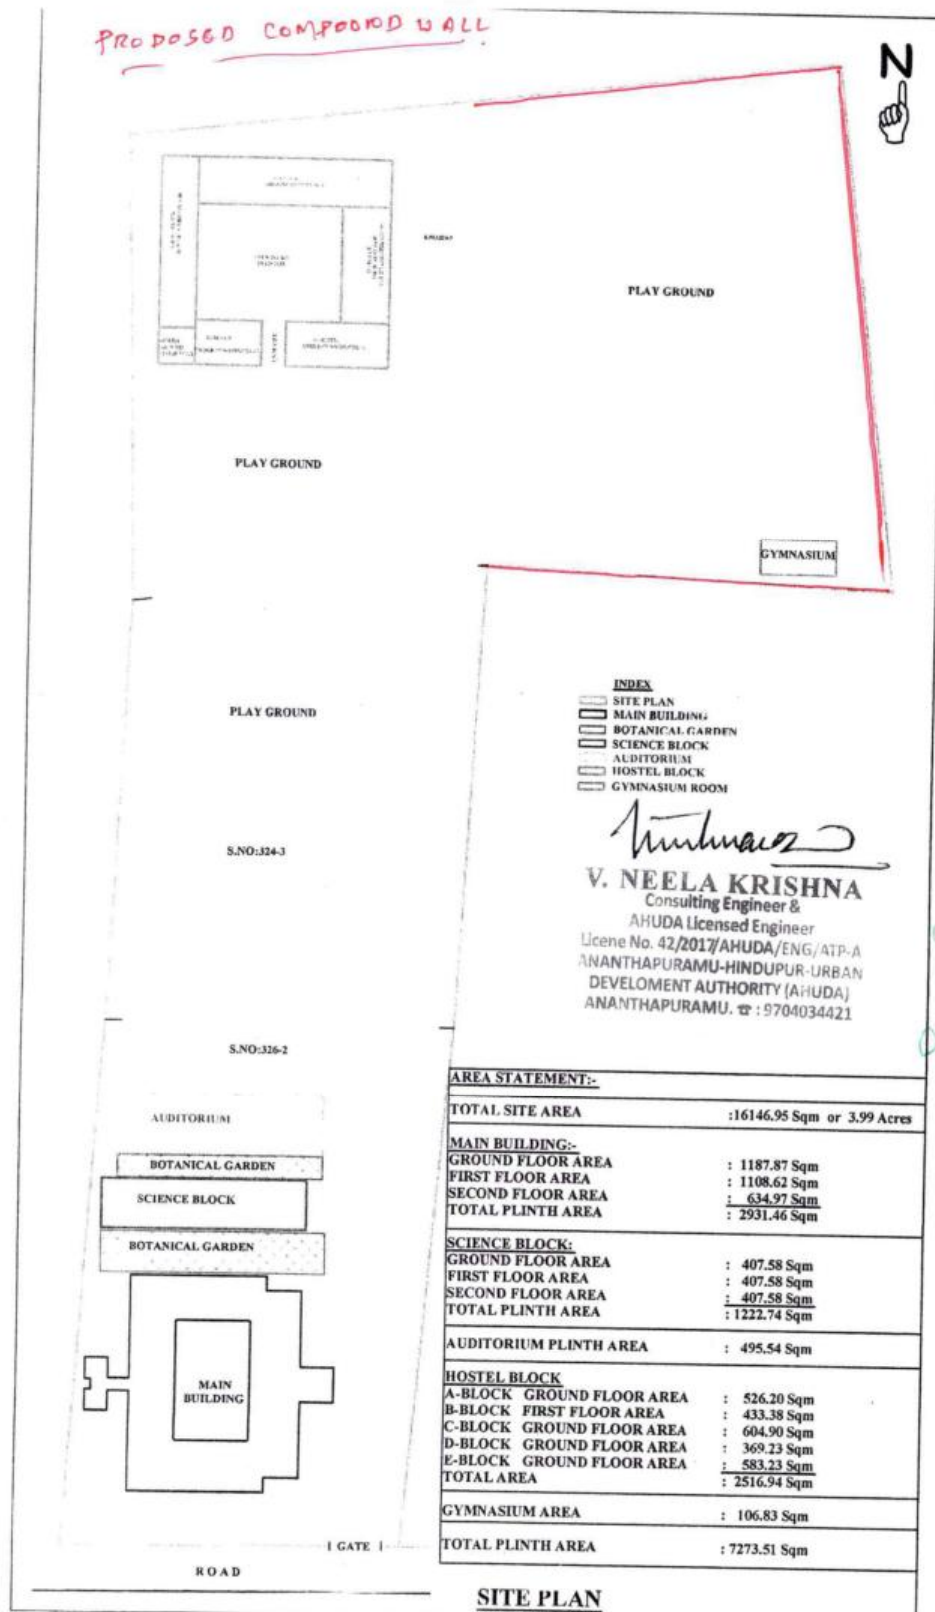 PRODOSED COMPOOND WALL
N
PLAY GROUND
PLAY GROUND
GYMNASIUM
PLAY GROUND
INDEX
SITE PLAN
MAIN BUILDING
BOTANICAL GARDEN
SCIENCE BLOCK
AUDITORIUM
HOSTEL BLOCK
GYMNASIUM ROOM
S.NO:324-3
V. NEELA KRISHNA
Consulting Engineer &
AHUDA Licensed Engineer
Licene No. 42/2017/AHUDA/ENG/ATP-A
ANANTHAPURAMU-HINDUPUR-URBAN
DEVELOMENT AUTHORITY (AHUDA)
ANANTHAPURAMU. ☎ : 9704034421
S.NO:326-2
AUDITORIUM
BOTANICAL GARDEN
SCIENCE BLOCK
BOTANICAL GARDEN
MAIN
BUILDING
GATE
ROAD
AREA STATEMENT:-
TOTAL SITE AREA :16146.95 Sqm or 3.99 Acres
MAIN BUILDING:-
GROUND FLOOR AREA : 1187.87 Sqm
FIRST FLOOR AREA : 1108.62 Sqm
SECOND FLOOR AREA : 634.97 Sqm
TOTAL PLINTH AREA : 2931.46 Sqm
SCIENCE BLOCK:
GROUND FLOOR AREA : 407.58 Sqm
FIRST FLOOR AREA : 407.58 Sqm
SECOND FLOOR AREA : 407.58 Sqm
TOTAL PLINTH AREA : 1222.74 Sqm
AUDITORIUM PLINTH AREA : 495.54 Sqm
HOSTEL BLOCK
A-BLOCK GROUND FLOOR AREA : 526.20 Sqm
B-BLOCK FIRST FLOOR AREA : 433.38 Sqm
C-BLOCK GROUND FLOOR AREA : 604.90 Sqm
D-BLOCK GROUND FLOOR AREA : 369.23 Sqm
E-BLOCK GROUND FLOOR AREA : 583.23 Sqm
TOTAL AREA : 2516.94 Sqm
GYMNASIUM AREA : 106.83 Sqm
TOTAL PLINTH AREA : 7273.51 Sqm
SITE PLAN